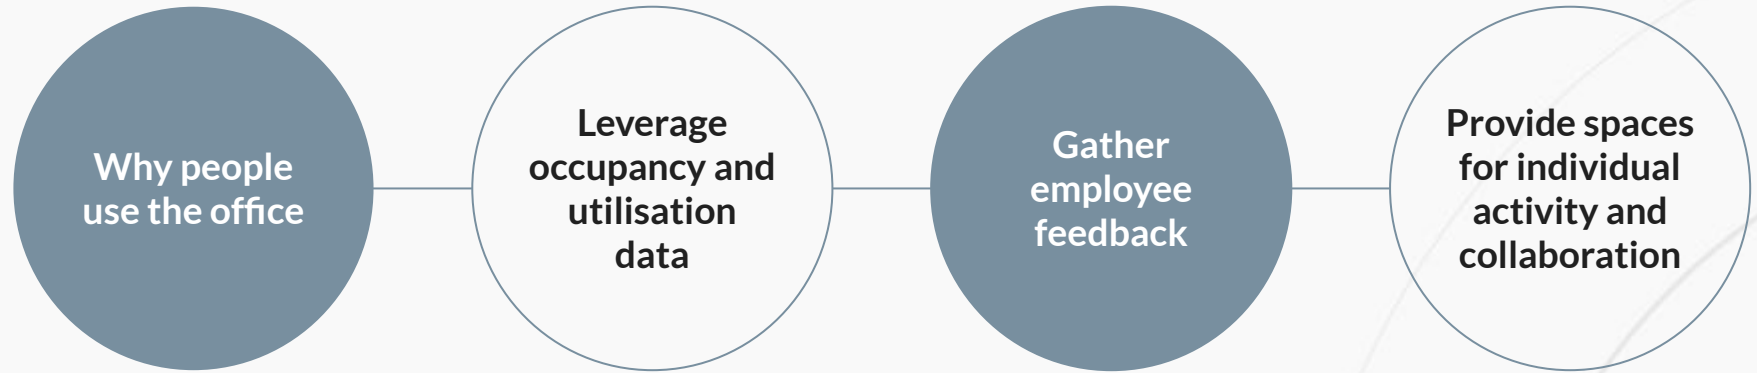 Why people
use the office
Leverage
occupancy and
utilisation
data
Gather
employee
feedback
Provide spaces
for individual
activity and
collaboration